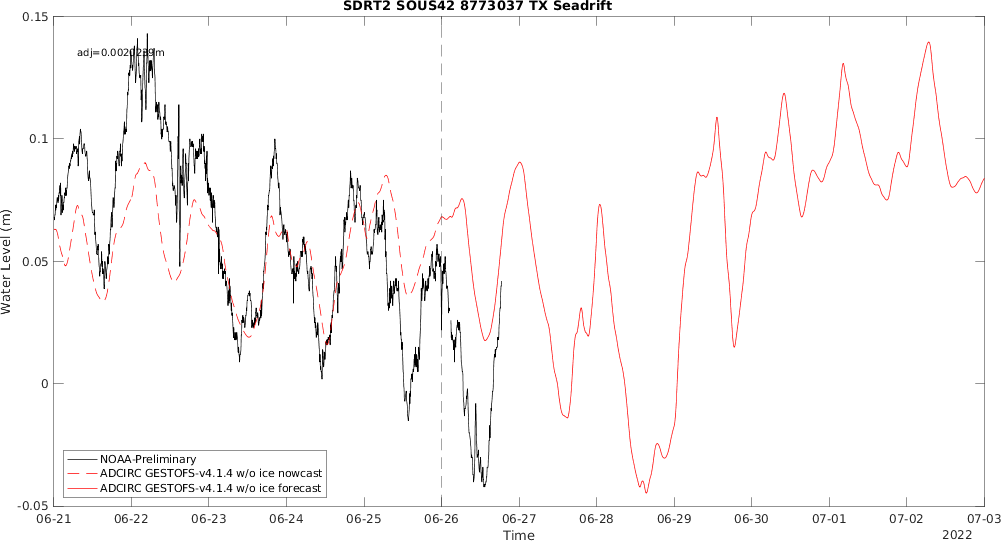 SDRT2 SOUS42 8773037 TX Seadrift
0.15
0.1
0.05
0
-0.05
Water Level (m)
NOAA-Preliminary
ADCIRC GESTOFS-v4.1.4 w/o ice nowcast
ADCIRC GESTOFS-v4.1.4 w/o ice forecast
06-21 06-22 06-23 06-24 06-25 06-26 06-27 06-28 06-29 06-30 07-01 07-02 07-03
Time
2022